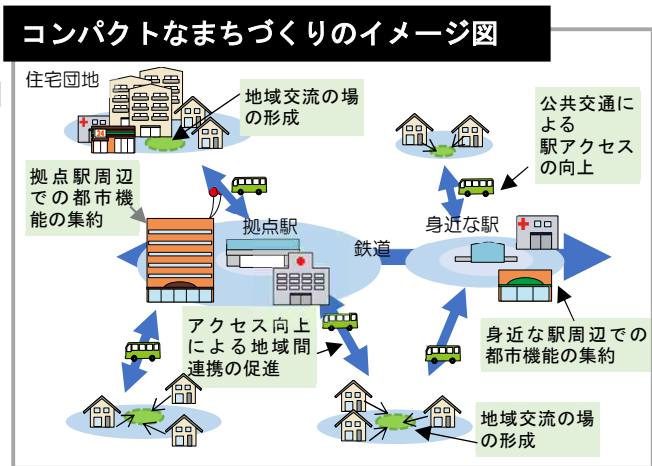 コンパクトなまちづくりのイメージ図
住宅団地
地域交流の場
の形成
公共交通に
よる
駅アクセス
の向上
拠点駅周辺
での都市機
能の集約
拠点駅
鉄道
身近な駅
アクセス向上
による地域間
連携の促進
身近な駅周辺での
都市機能の集約
地域交流の場
の形成